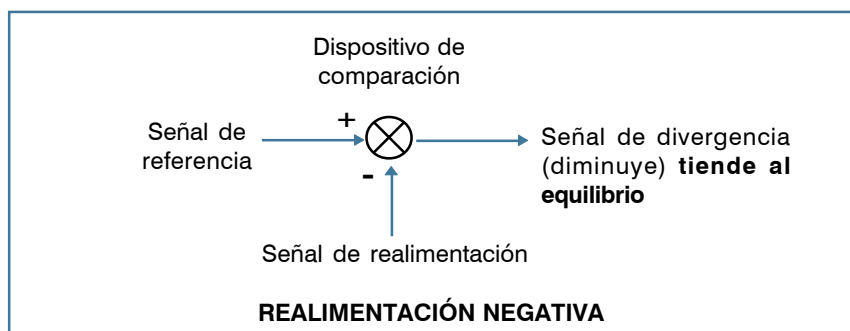 Dispositivo de
comparación
+
Señal de
referencia
-
Señal de divergencia
(diminuye) tiende al
equilibrio
Señal de realimentación
REALIMENTACIÓN NEGATIVA